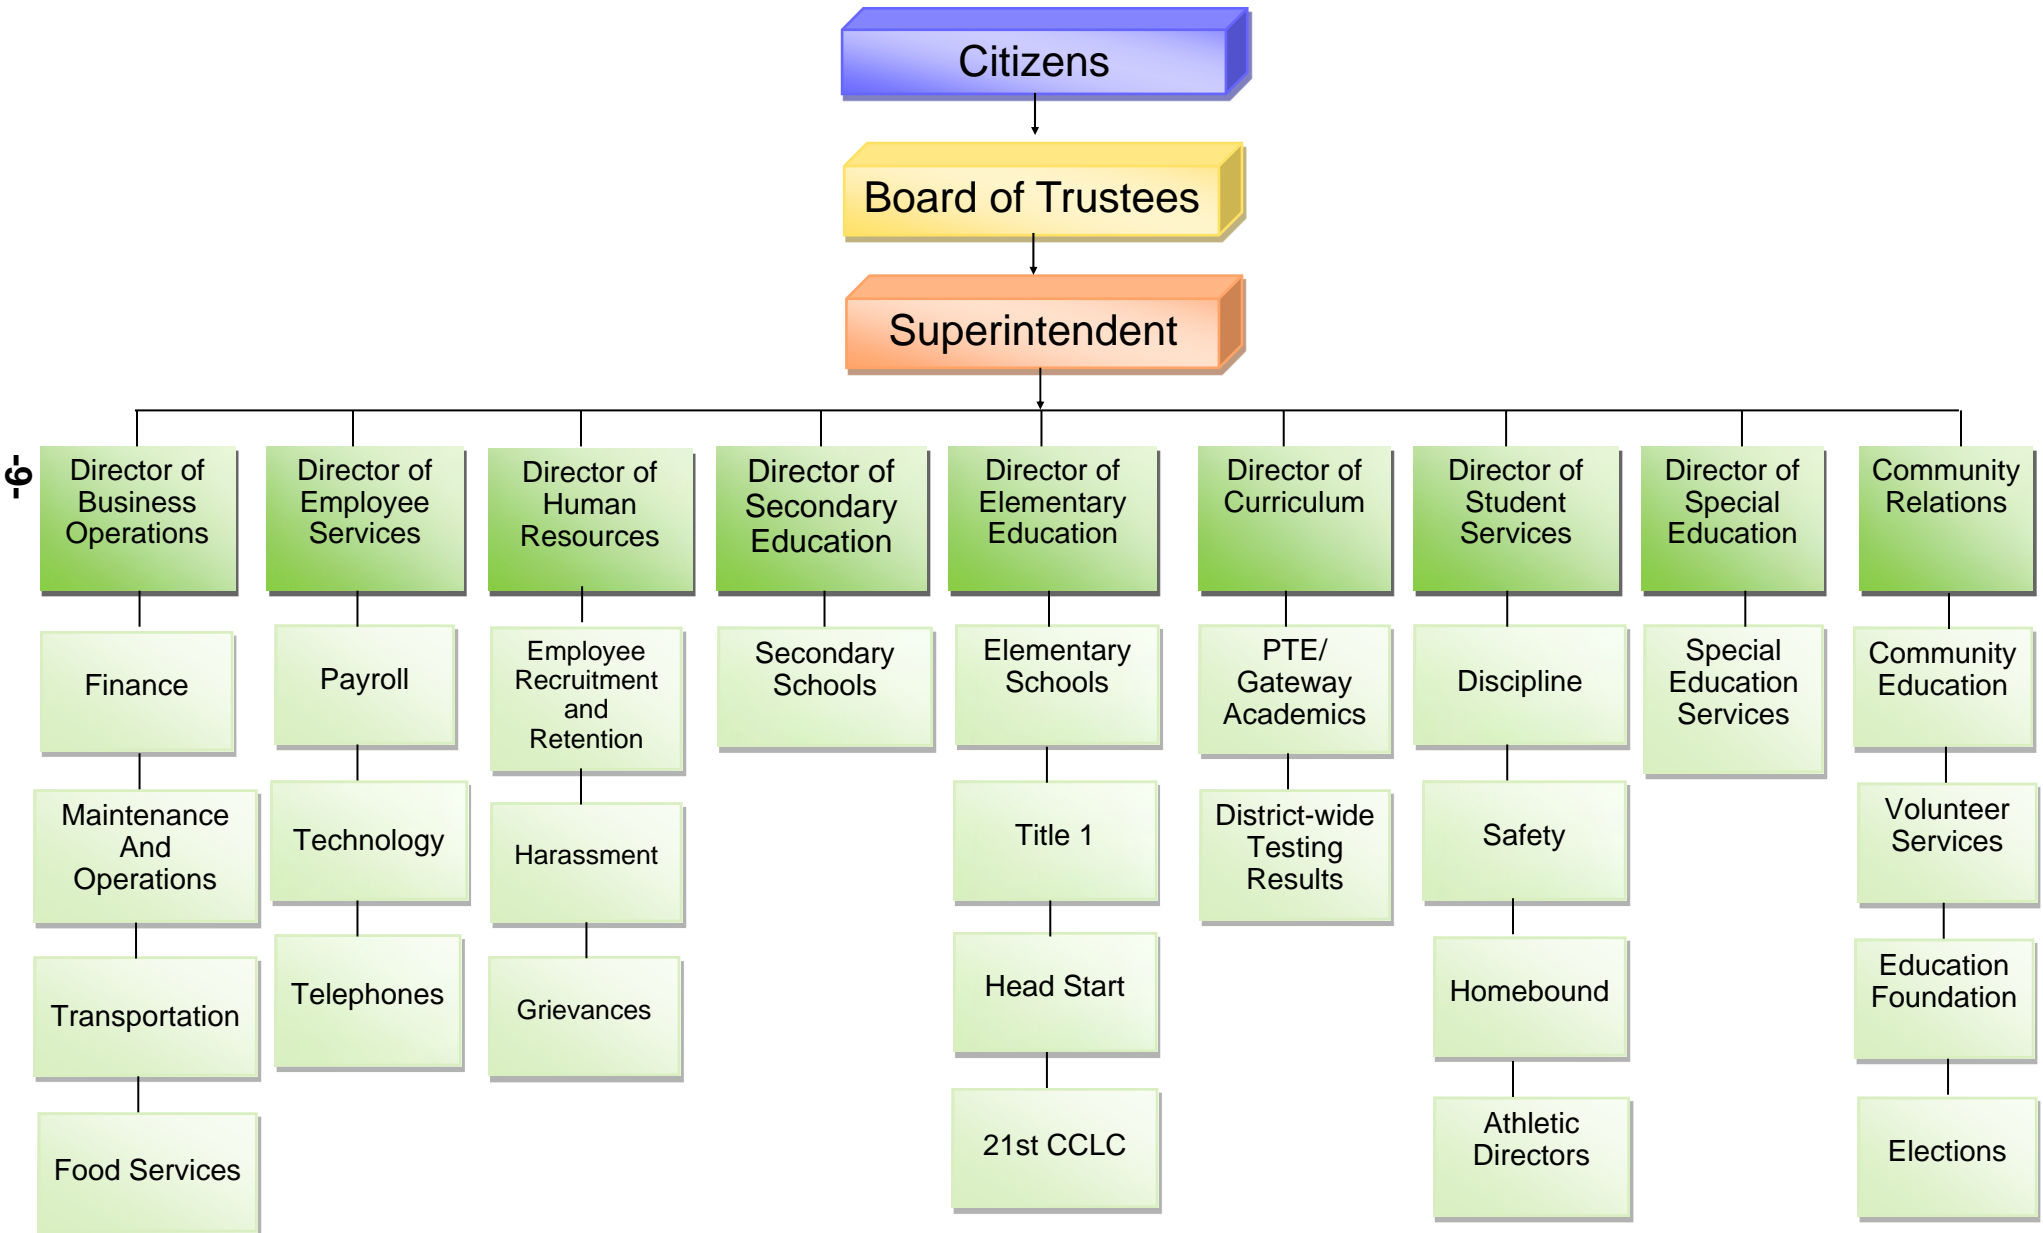 Citizens
Board of Trustees
Superintendent
-6-
Director of
Business
Operations
Director of
Employee
Services
Director of
Human
Resources
Director of
Secondary
Education
Director of
Elementary
Education
Director of
Curriculum
Director of
Student
Services
Director of
Special
Education
Community
Relations
Finance
Payroll
Employee
Recruitment
and
Retention
Secondary
Schools
Elementary
Schools
PTE/
Gateway
Academics
Discipline
Special
Education
Services
Community
Education
Maintenance
And
Operations
Technology
Harassment
Title 1
District-wide
Testing
Results
Safety
Volunteer
Services
Transportation
Telephones
Grievances
Head Start
Homebound
Education
Foundation
Food Services
21st CCLC
Athletic
Directors
Elections